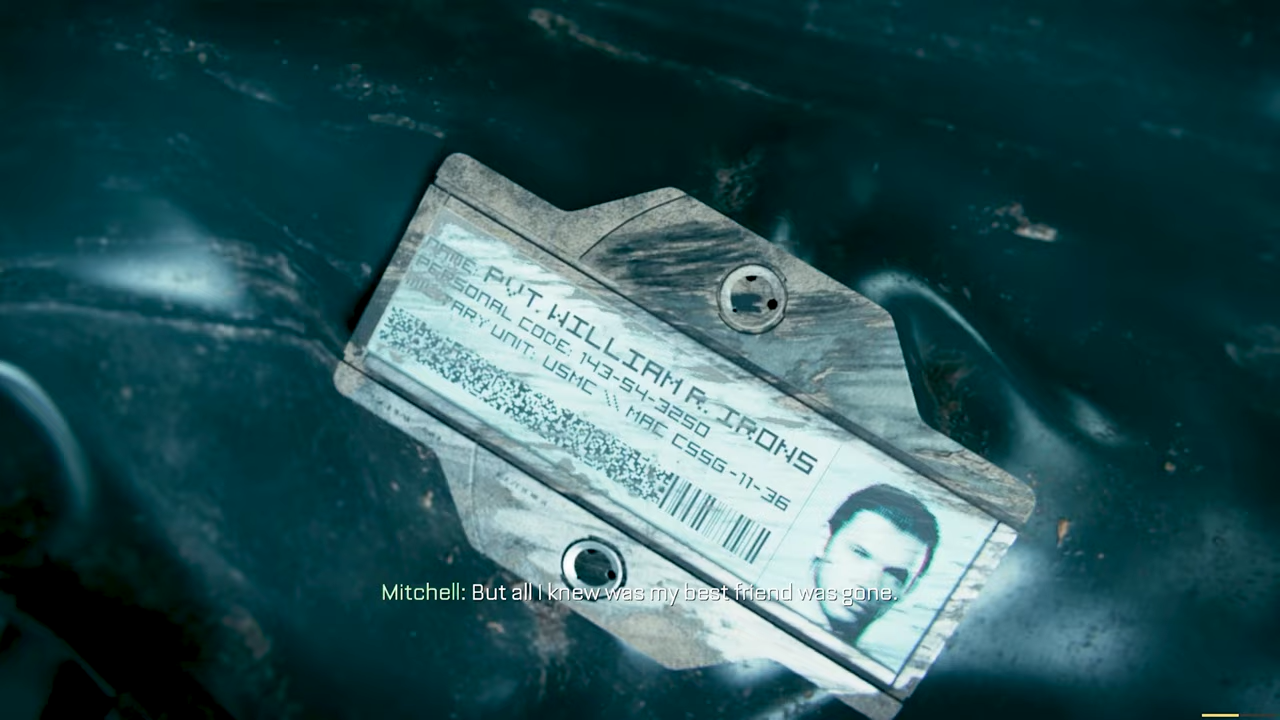 NAME: PVT. WILLIAM R. IRONS
PERSONAL CODE: 143-54-3250
MILITARY UNIT: USMC \\ MAC CSSG-11-36
Mitchell: But all I knew was my best friend was gone.